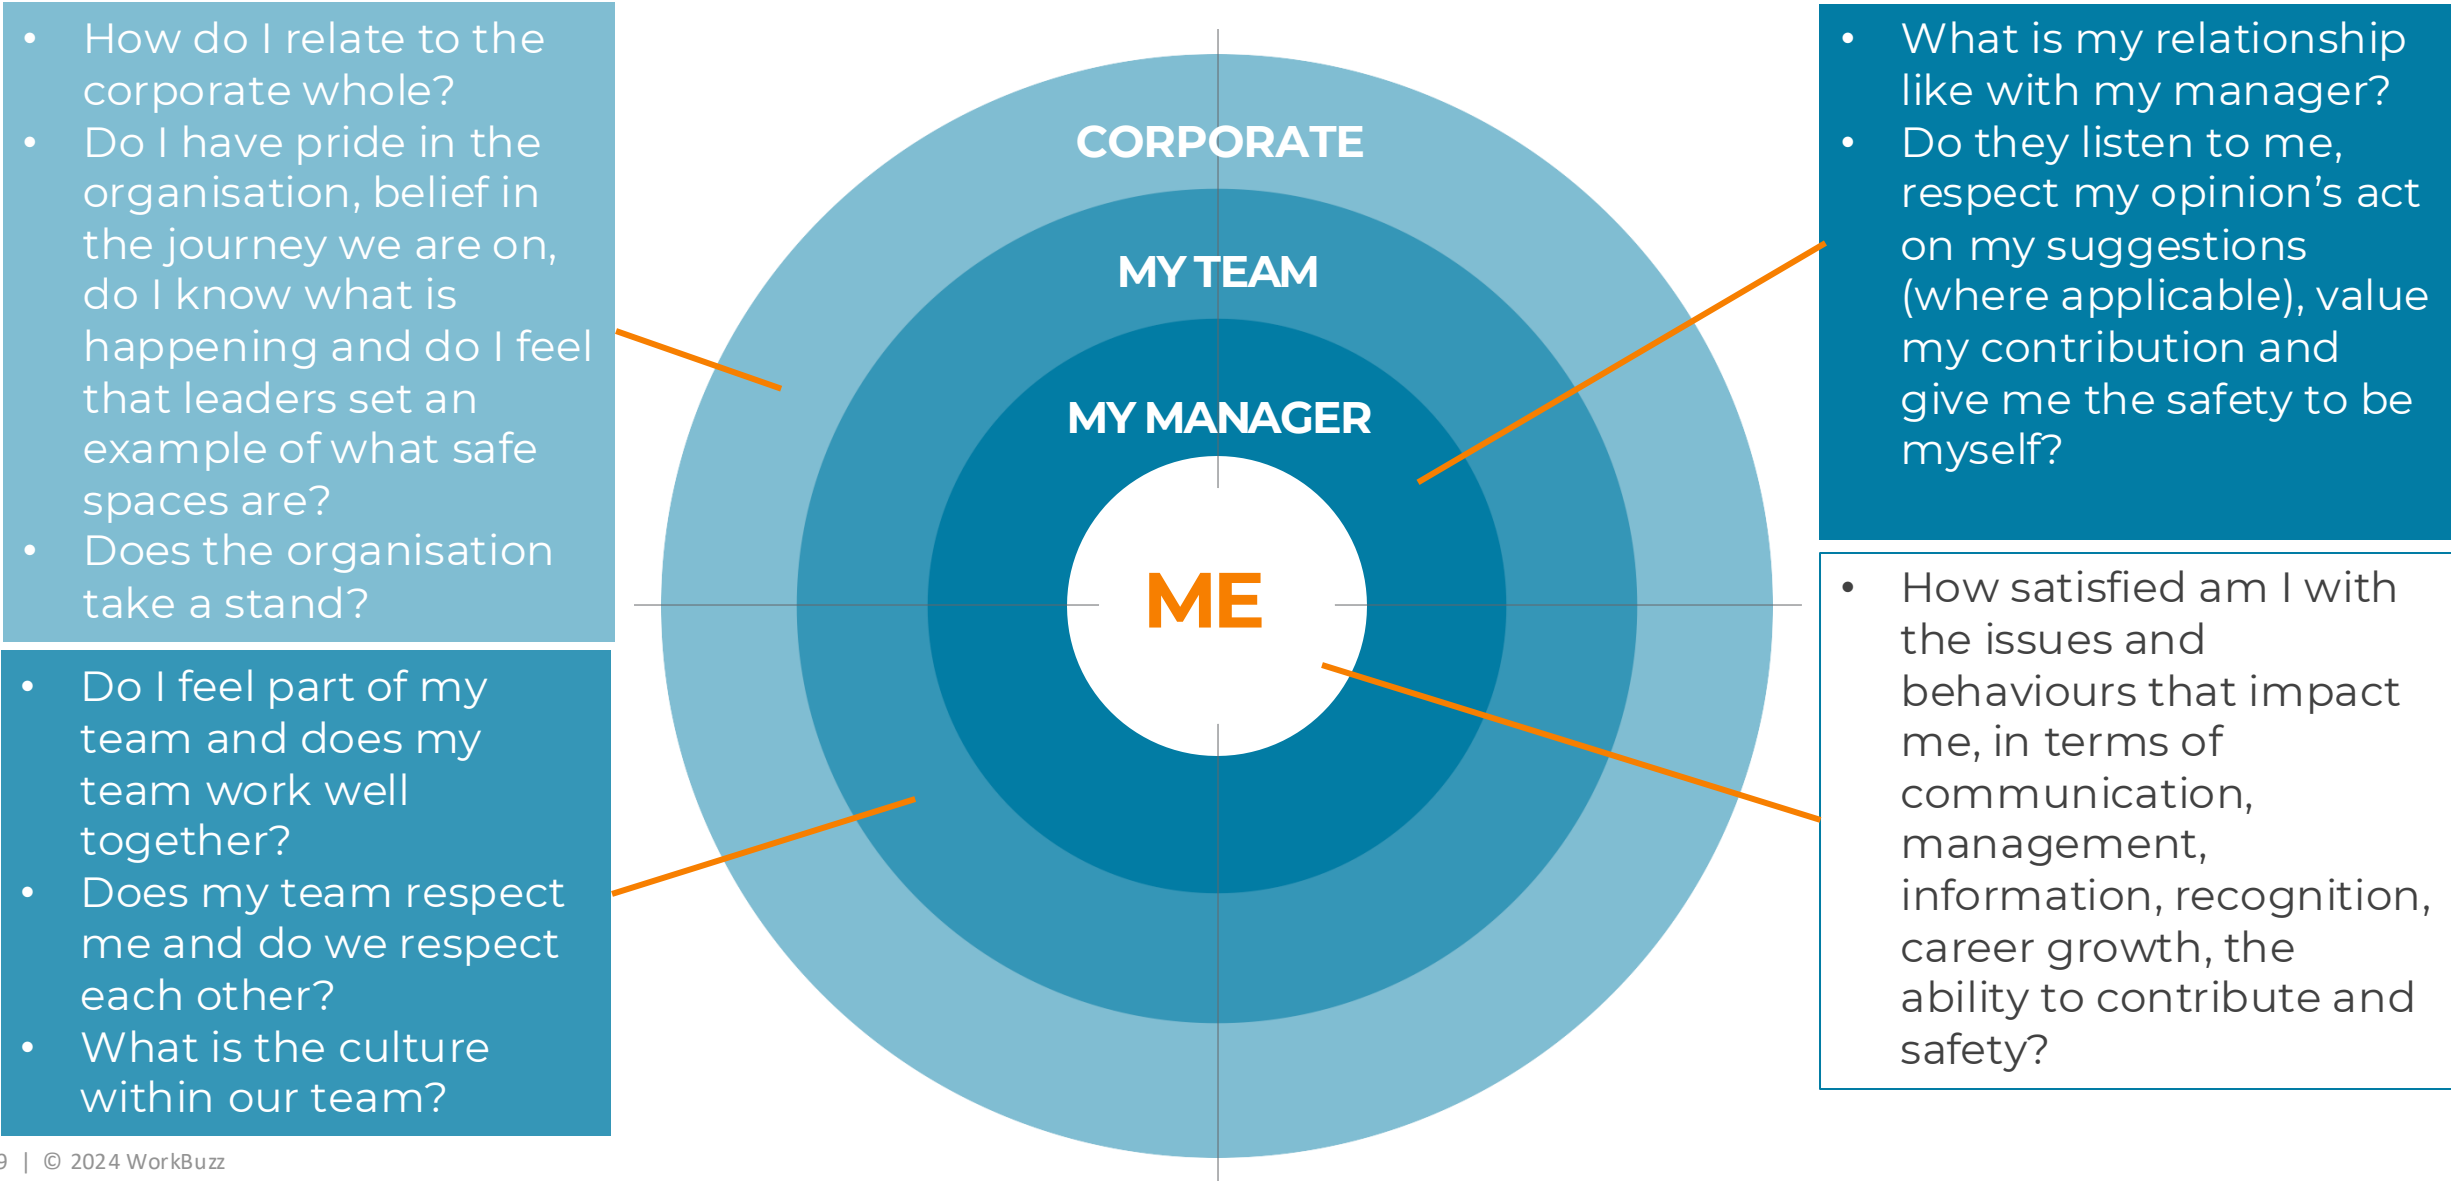 • How do I relate to the
corporate whole?
• Do I have pride in the
organisation, belief in
the journey we are on,
do I know what is
happening and do I feel
that leaders set an
example of what safe
spaces are?
• Does the organisation
take a stand?
• Do I feel part of my
team and does my
team work well
together?
• Does my team respect
me and do we respect
each other?
• What is the culture
within our team?
CORPORATE
MY TEAM
MY MANAGER
ME
• What is my relationship
like with my manager?
• Do they listen to me,
respect my opinion’s act
on my suggestions
(where applicable), value
my contribution and
give me the safety to be
myself?
• How satisfied am I with
the issues and
behaviours that impact
me, in terms of
communication,
management,
information, recognition,
career growth, the
ability to contribute and
safety?
9 | © 2024 WorkBuzz